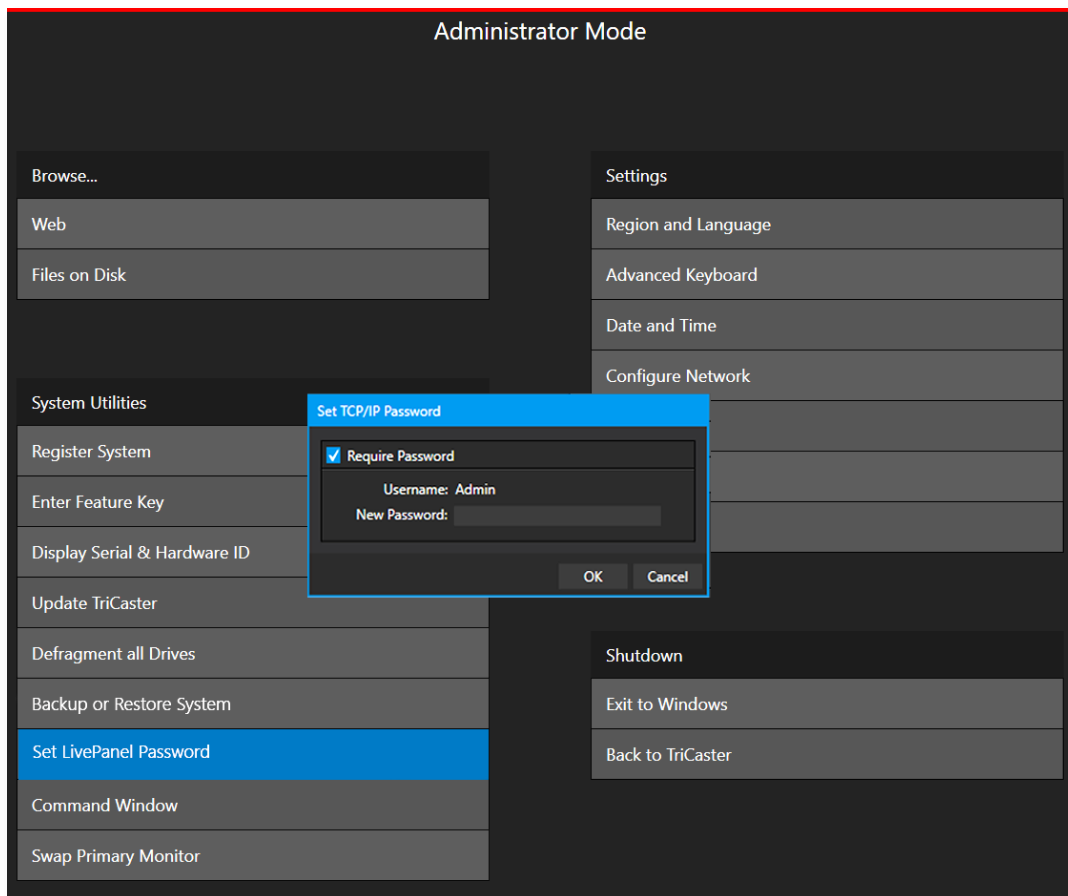 Administrator Mode
Browse...
Web
Files on Disk
System Utilities
Register System
Enter Feature Key
Display Serial & Hardware ID
Update TriCaster
Defragment all Drives
Backup or Restore System
Set LivePanel Password
Command Window
Swap Primary Monitor
Set TCP/IP Password
Require Password
Username: Admin
New Password:
OK Cancel
Settings
Region and Language
Advanced Keyboard
Date and Time
Configure Network
Shutdown
Exit to Windows
Back to TriCaster